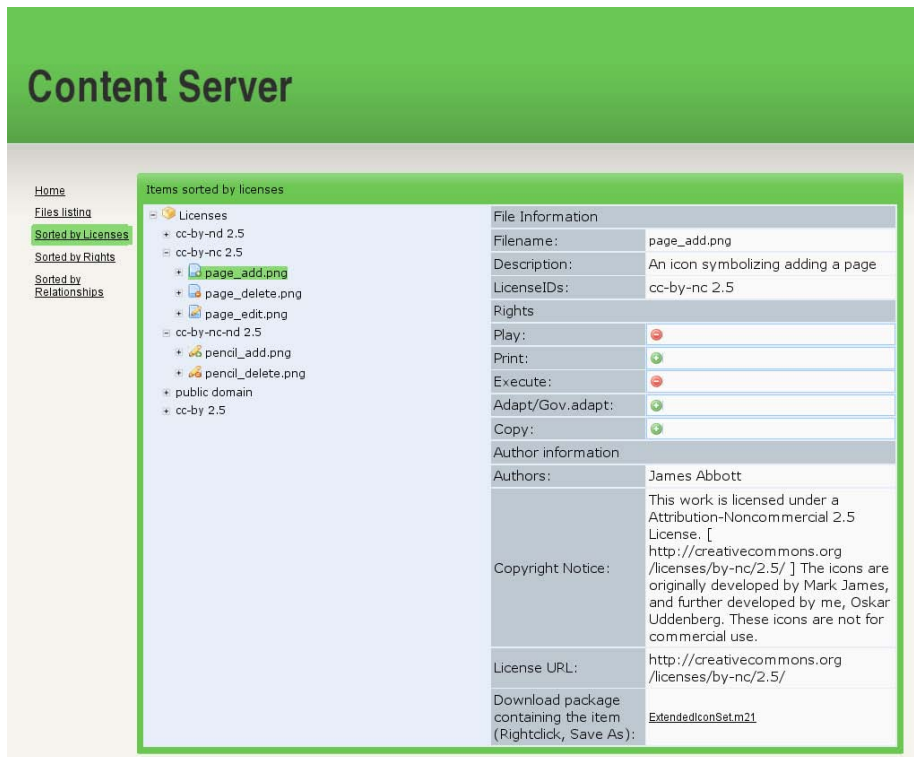 Content Server
Home
Files listing
Sorted by Licenses
Sorted by Rights
Sorted by
Relationships
Items sorted by licenses
Licenses
cc-by-nd 2.5
cc-by-nc 2.5
page_add.png
page_delete.png
page_edit.png
cc-by-nc-nd 2.5
pencil_add.png
pencil_delete.png
public domain
cc-by 2.5
File Information
Filename: page_add.png
Description: An icon symbolizing adding a page
LicenseIDs: cc-by-nc 2.5
Rights
Play:
Print:
Execute:
Adapt/Gov.adapt:
Copy:
Author information
Authors: James Abbott
Copyright Notice:
This work is licensed under a
Attribution-Noncommercial 2.5
License. [
http://creativecommons.org
/licenses/by-nc/2.5/ ] The icons are
originally developed by Mark James,
and further developed by me, Oskar
Uddenberg. These icons are not for
commercial use.
License URL:
http://creativecommons.org
/licenses/by-nc/2.5/
Download package
containing the item
(Rightclick, Save As):
ExtendedIconSet.m21